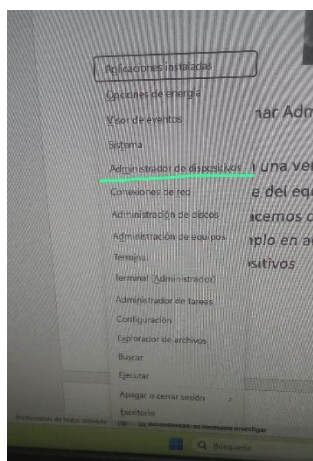 Aplicaciones instaladas
Opciones de energía
Visor de eventos
Sistema
Administrador de dispositivos
Conexiones de red
Administración de discos
Administración de equipos
Terminal
Terminal (Administrador)
Administrador de tareas
Configuración
Explorador de archivos
Buscar
Ejecutar
Apagar o cerrar sesión >
Escritorio
nar Adm
una ve
e del eq
acemos c
nplo en a
sitivos
Búsqueda